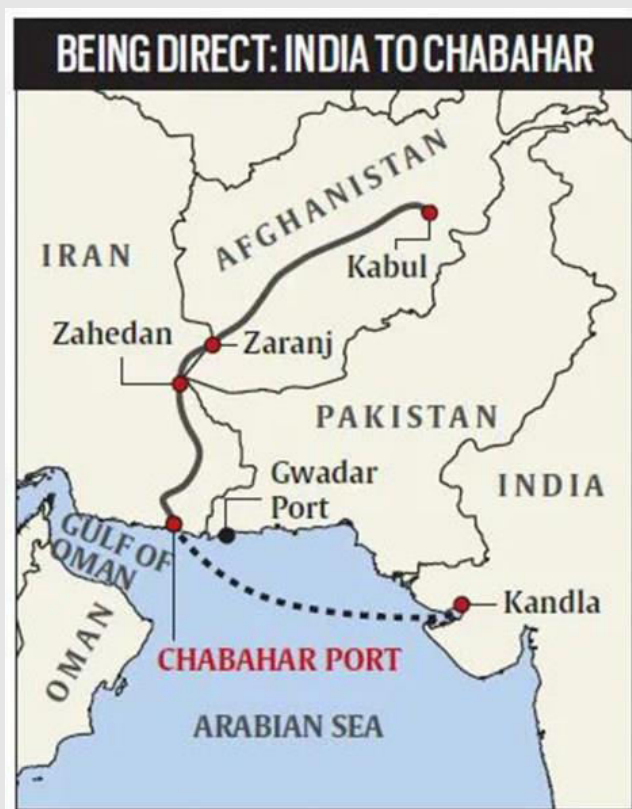 BEING DIRECT: INDIA TO CHABAHAR
AFGHANISTAN
IRAN
Kabul
Zahedan
Zaranj
PAKISTAN
Gwadar
Port
INDIA
GULF OF
OMAN
Kandla
OMAN
CHABAHAR PORT
ARABIAN SEA